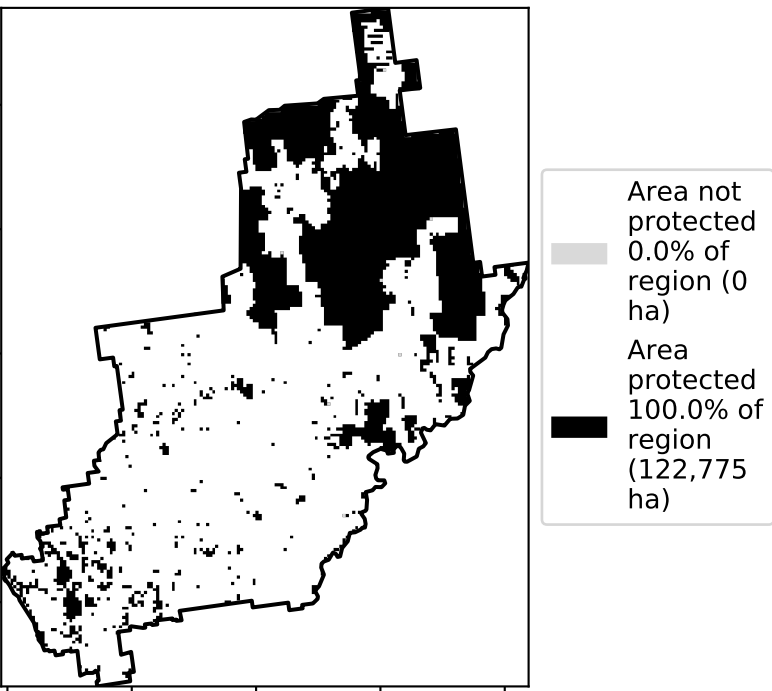 Area not
protected
0.0% of
region (0
ha)
Area
protected
100.0% of
region
(122,775
ha)